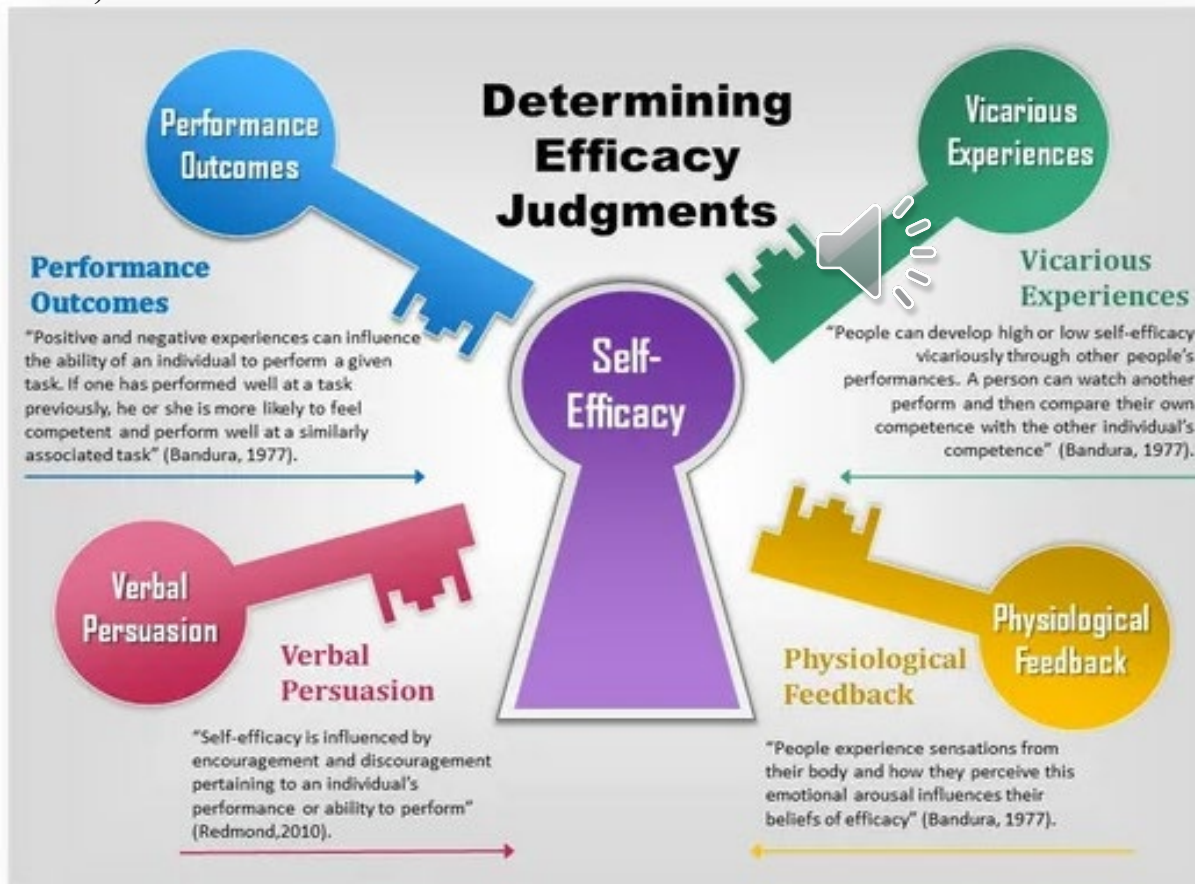 Determining
Efficacy
Judgments
Performance
Outcomes
Performance
Outcomes
“Positive and negative experiences can influence
the ability of an individual to perform a given
task. If one has performed well at a task
previously, he or she is more likely to feel
competent and perform well at a similarly
associated task” (Bandura, 1977).
Vicarious
Experiences
Vicarious
Experiences
“People can develop high or low self-efficacy
vicariously through other people’s
performances. A person can watch another
perform and then compare their own
competence with the other individual’s
competence” (Bandura, 1977).
Self-
Efficacy
Verbal
Persuasion
Verbal
Persuasion
“Self-efficacy is influenced by
encouragement and discouragement
pertaining to an individual’s
performance or ability to perform”
(Redmond,2010).
Physiological
Feedback
Physiological
Feedback
“People experience sensations from
their body and how they perceive this
emotional arousal influences their
beliefs of efficacy” (Bandura, 1977).